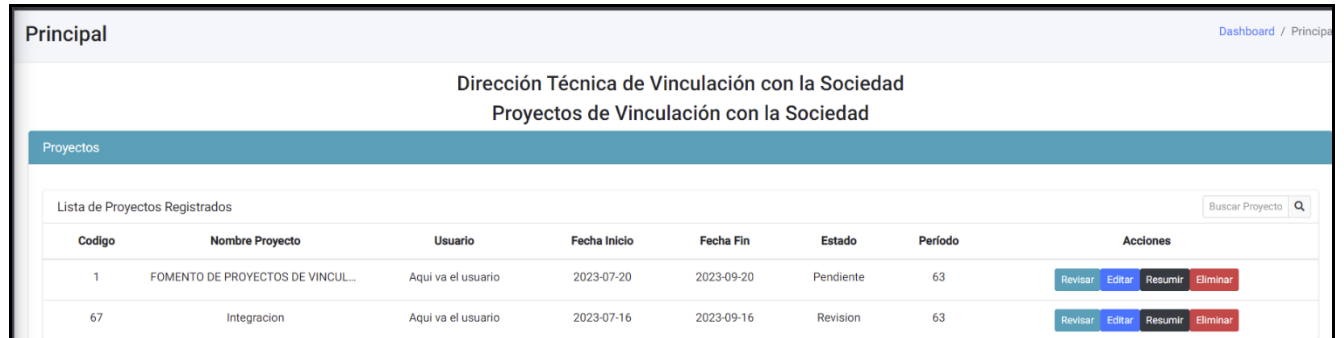 Principal
Dashboard / Principa
Dirección Técnica de Vinculación con la Sociedad
Proyectos de Vinculación con la Sociedad
Proyectos
Lista de Proyectos Registrados
Buscar Proyecto
Codigo Nombre Proyecto Usuario Fecha Inicio Fecha Fin Estado Período Acciones
1 FOMENTO DE PROYECTOS DE VINCUL... Aqui va el usuario 2023-07-20 2023-09-20 Pendiente 63 Revisar Editar Resumir Eliminar
67 Integracion Aqui va el usuario 2023-07-16 2023-09-16 Revision 63 Revisar Editar Resumir Eliminar